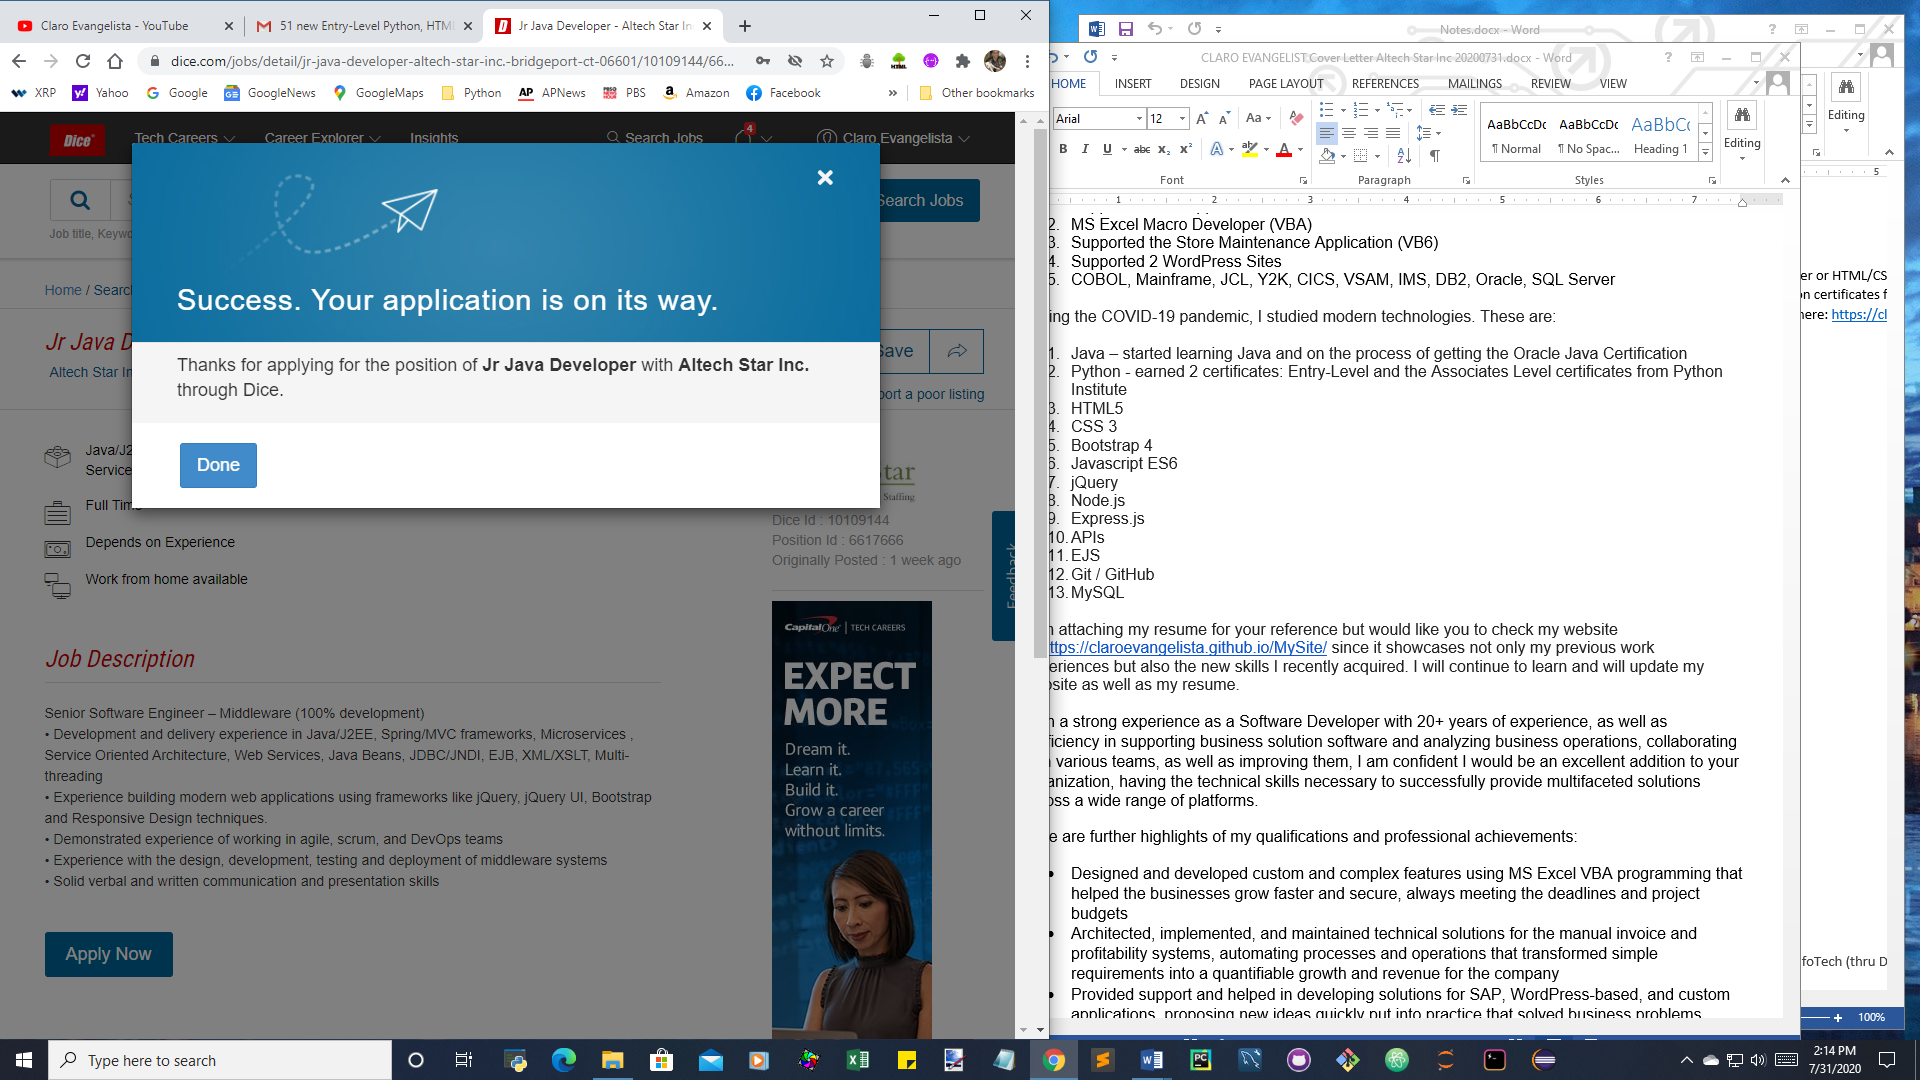 Claro Evangelista - YouTube
51 new Entry-Level Python, HTML
Jr Java Developer - Altech Star In
dice.com/jobs/detail/jr-java-developer-altech-star-inc.-bridgeport-ct-06601/10109144/66...
XRP
Yahoo
Google
GoogleNews
GoogleMaps
Python
AP APNews
PBS
Amazon
Facebook
»
Other bookmarks
Dice
Tech Careers
Career Explorer
Insights
Search Jobs
4
Claro Evangelista
Search Jobs
Job title, Keywo
Home / Searc
Jr Java D
Altech Star In
Save
ort a poor listing
Success. Your application is on its way.
Thanks for applying for the position of Jr Java Developer with Altech Star Inc.
through Dice.
Done
Java/J2
Service
Full Time
Depends on Experience
Work from home available
tar
Staffing
Dice Id : 10109144
Position Id : 6617666
Originally Posted : 1 week ago
Feedback
Job Description
Senior Software Engineer – Middleware (100% development)
• Development and delivery experience in Java/J2EE, Spring/MVC frameworks, Microservices ,
Service Oriented Architecture, Web Services, Java Beans, JDBC/JNDI, EJB, XML/XSLT, Multi-
threading
• Experience building modern web applications using frameworks like jQuery, jQuery UI, Bootstrap
and Responsive Design techniques.
• Demonstrated experience of working in agile, scrum, and DevOps teams
• Experience with the design, development, testing and deployment of middleware systems
• Solid verbal and written communication and presentation skills
Apply Now
CapitalOne | TECH CAREERS
EXPECT
MORE
Dream it.
Learn it.
Build it.
Grow a career
without limits.
Notes.docx - Word
CLARO EVANGELIST Cover Letter Altech Star Inc 20200731.docx - Word
HOME
INSERT
DESIGN
PAGE LAYOUT
REFERENCES
MAILINGS
REVIEW
VIEW
Arial
12
AaBbCcDc
¶ Normal
AaBbCcDc
¶ No Spac...
AaBbCc
Heading 1
Editing
Editing
Font
Paragraph
Styles
1 2 3 4 5 6 7
5
2. MS Excel Macro Developer (VBA)
3. Supported the Store Maintenance Application (VB6)
4. Supported 2 WordPress Sites
5. COBOL, Mainframe, JCL, Y2K, CICS, VSAM, IMS, DB2, Oracle, SQL Server
ing the COVID-19 pandemic, I studied modern technologies. These are:
1. Java – started learning Java and on the process of getting the Oracle Java Certification
2. Python - earned 2 certificates: Entry-Level and the Associates Level certificates from Python
Institute
3. HTML5
4. CSS 3
5. Bootstrap 4
6. Javascript ES6
7. jQuery
8. Node.js
9. Express.js
10. APIs
11. EJS
12. Git / GitHub
13. MySQL
attaching my resume for your reference but would like you to check my website
ttps://claroevangelista.github.io/MySite/ since it showcases not only my previous work
eriences but also the new skills I recently acquired. I will continue to learn and will update my
site as well as my resume.
h a strong experience as a Software Developer with 20+ years of experience, as well as
ficiency in supporting business solution software and analyzing business operations, collaborating
various teams, as well as improving them, I am confident I would be an excellent addition to your
anization, having the technical skills necessary to successfully provide multifaceted solutions
oss a wide range of platforms.
e are further highlights of my qualifications and professional achievements:
• Designed and developed custom and complex features using MS Excel VBA programming that
helped the businesses grow faster and secure, always meeting the deadlines and project
budgets
• Architected, implemented, and maintained technical solutions for the manual invoice and
profitability systems, automating processes and operations that transformed simple
requirements into a quantifiable growth and revenue for the company
• Provided support and helped in developing solutions for SAP, WordPress-based, and custom
applications, proposing new ideas quickly put into practice that solved business problems
er or HTML/CS
on certificates f
here: https://cl
foTech (thru D
100%
Type here to search
2:14 PM
7/31/2020